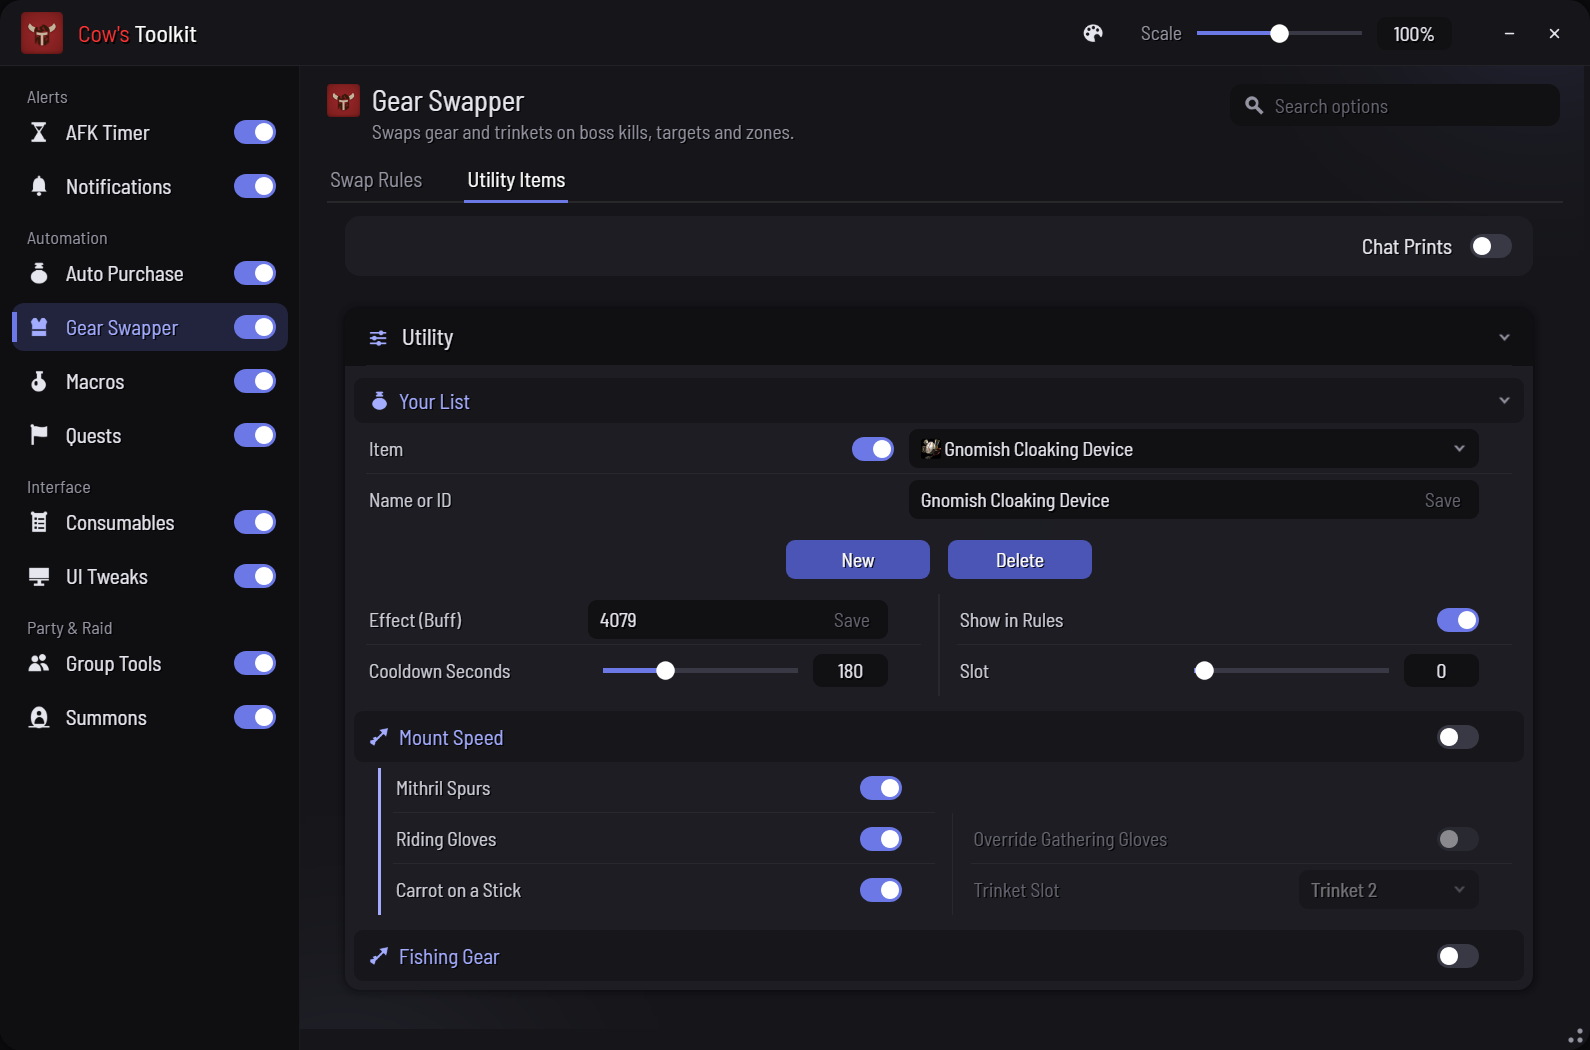 Cow's Toolkit
Scale
100%
Alerts
AFK Timer
Notifications
Automation
Auto Purchase
Gear Swapper
Macros
Quests
Interface
Consumables
UI Tweaks
Party & Raid
Group Tools
Summons
Gear Swapper
Swaps gear and trinkets on boss kills, targets and zones.
Search options
Swap Rules
Utility Items
Chat Prints
Utility
Your List
Item
Gnomish Cloaking Device
Name or ID
Gnomish Cloaking Device
Save
New
Delete
Effect (Buff)
4079
Save
Show in Rules
Cooldown Seconds
180
Slot
0
Mount Speed
Mithril Spurs
Riding Gloves
Override Gathering Gloves
Carrot on a Stick
Trinket Slot
Trinket 2
Fishing Gear